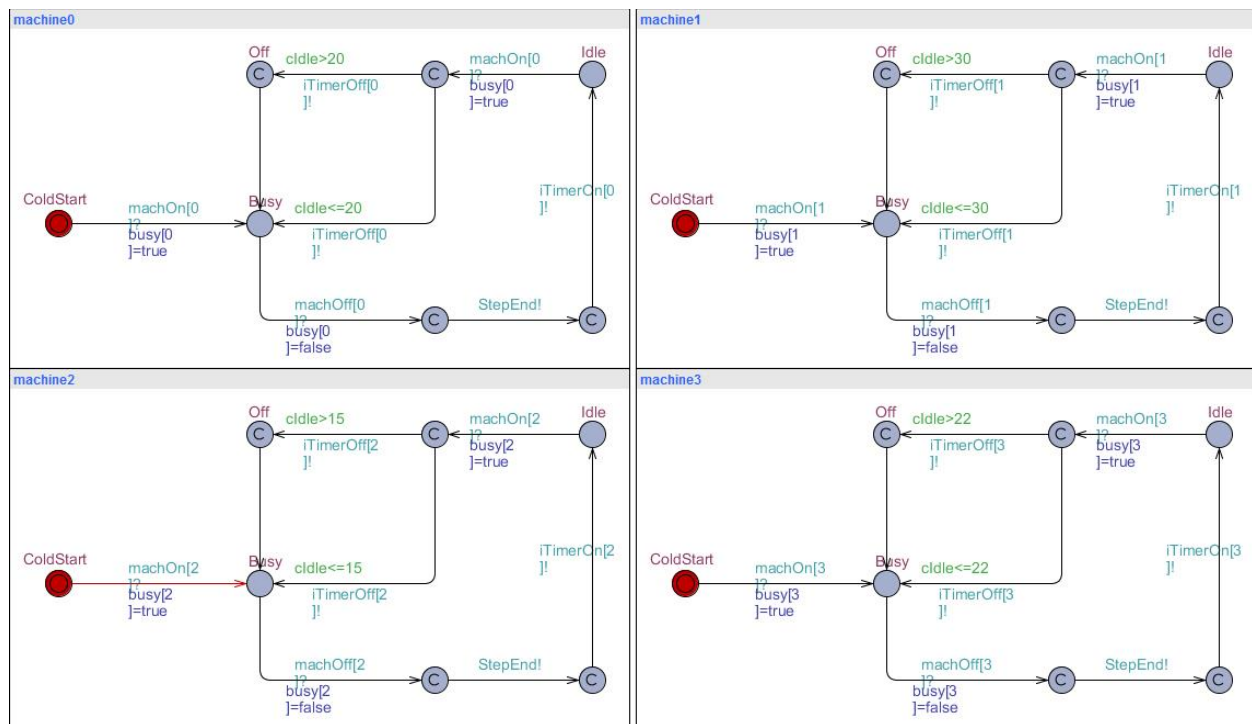 machine0
Off
cIdle>20
machOn[0
]?
Idle
iTimerOff[0
]!
busy[0
]=true
iTimerOn[0
]!
ColdStart
machOn[0
]?
busy[0
]=true
Busy
cIdle<=20
iTimerOff[0
]!
machOff[0
]?
busy[0
]=false
StepEnd!
C
C
C
C
machine1
Off
cIdle>30
machOn[1
]?
Idle
iTimerOff[1
]!
busy[1
]=true
iTimerOn[1
]!
ColdStart
machOn[1
]?
busy[1
]=true
Busy
cIdle<=30
iTimerOff[1
]!
machOff[1
]?
busy[1
]=false
StepEnd!
C
C
C
C
machine2
Off
cIdle>15
machOn[2
]?
Idle
iTimerOff[2
]!
busy[2
]=true
iTimerOn[2
]!
ColdStart
machOn[2
]?
busy[2
]=true
Busy
cIdle<=15
iTimerOff[2
]!
machOff[2
]?
busy[2
]=false
StepEnd!
C
C
C
C
machine3
Off
cIdle>22
machOn[3
]?
Idle
iTimerOff[3
]!
busy[3
]=true
iTimerOn[3
]!
ColdStart
machOn[3
]?
busy[3
]=true
Busy
cIdle<=22
iTimerOff[3
]!
machOff[3
]?
busy[3
]=false
StepEnd!
C
C
C
C